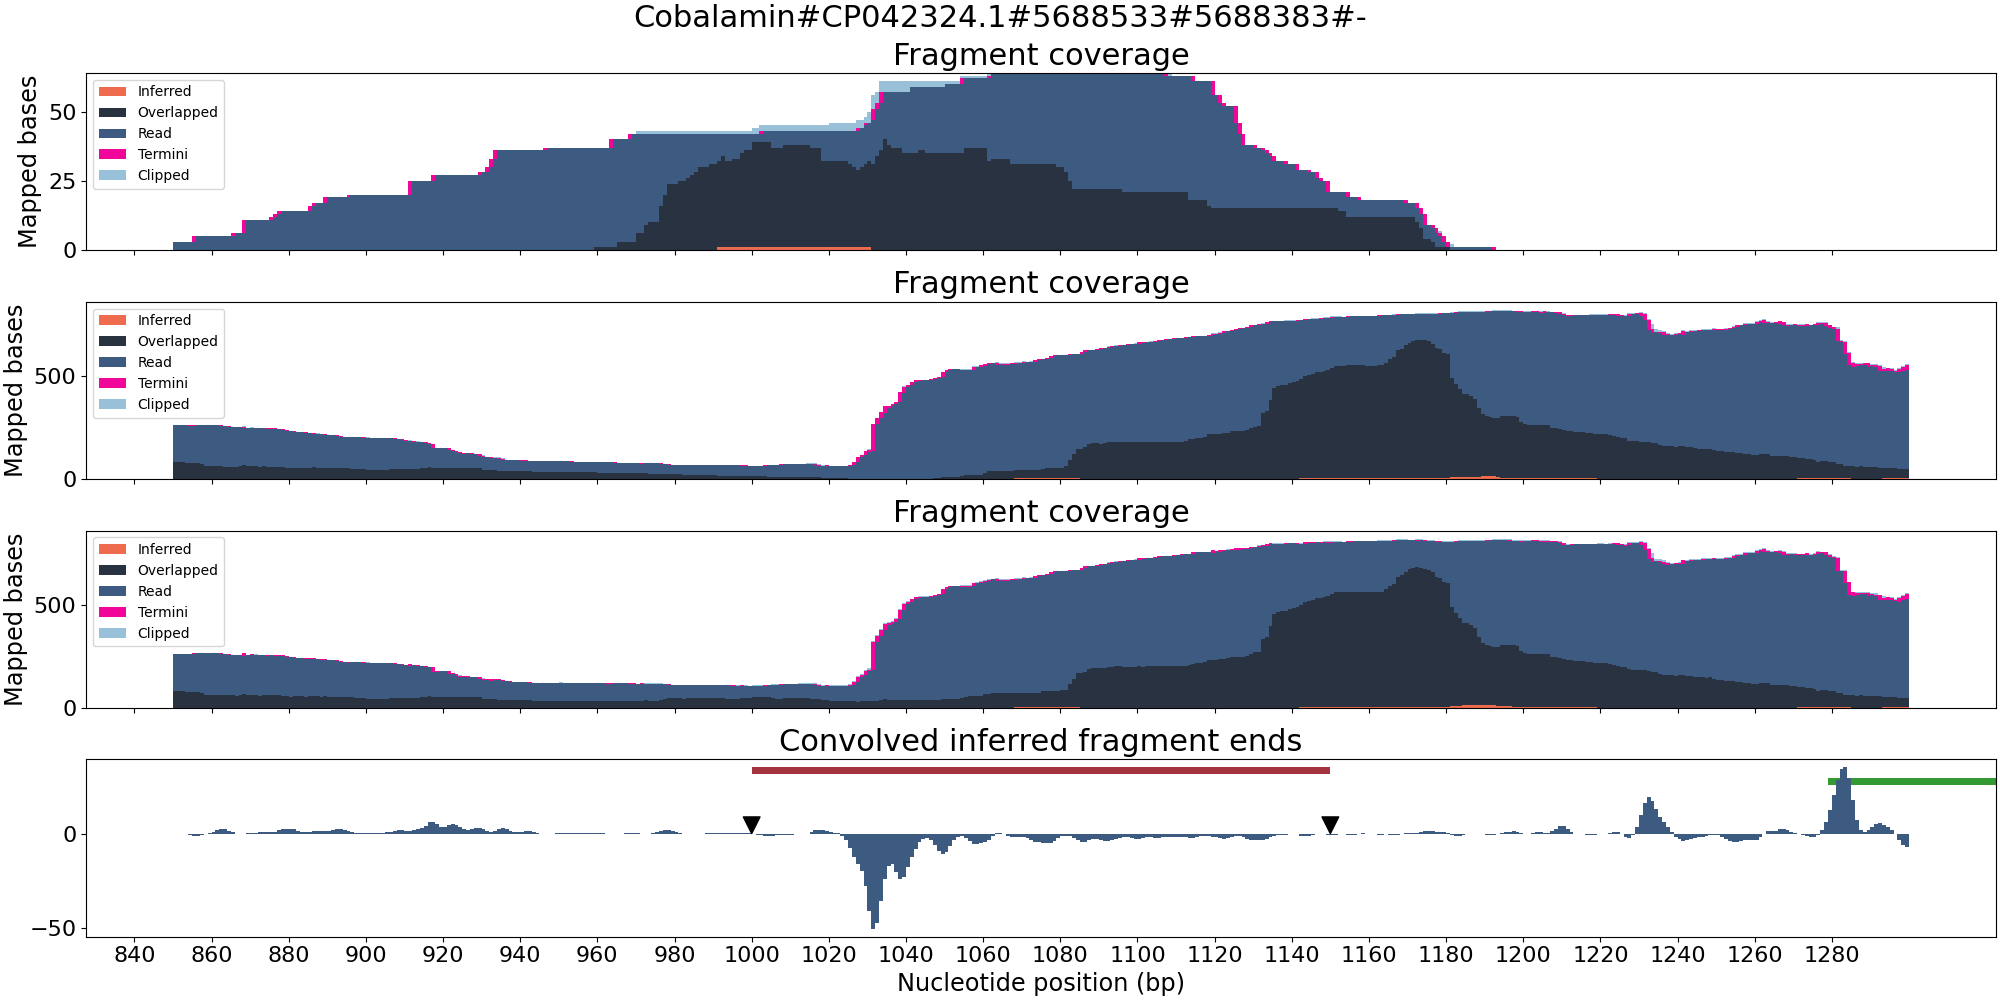 Cobalamin#CP042324.1#5688533#5688383#-
Fragment coverage
Mapped bases
50
25
0
Inferred
Overlapped
Read
Termini
Clipped
Fragment coverage
Mapped bases
500
0
Inferred
Overlapped
Read
Termini
Clipped
Fragment coverage
Mapped bases
500
0
Inferred
Overlapped
Read
Termini
Clipped
Convolved inferred fragment ends
0
−50
840 860 880 900 920 940 960 980 1000 1020 1040 1060 1080 1100 1120 1140 1160 1180 1200 1220 1240 1260 1280
Nucleotide position (bp)